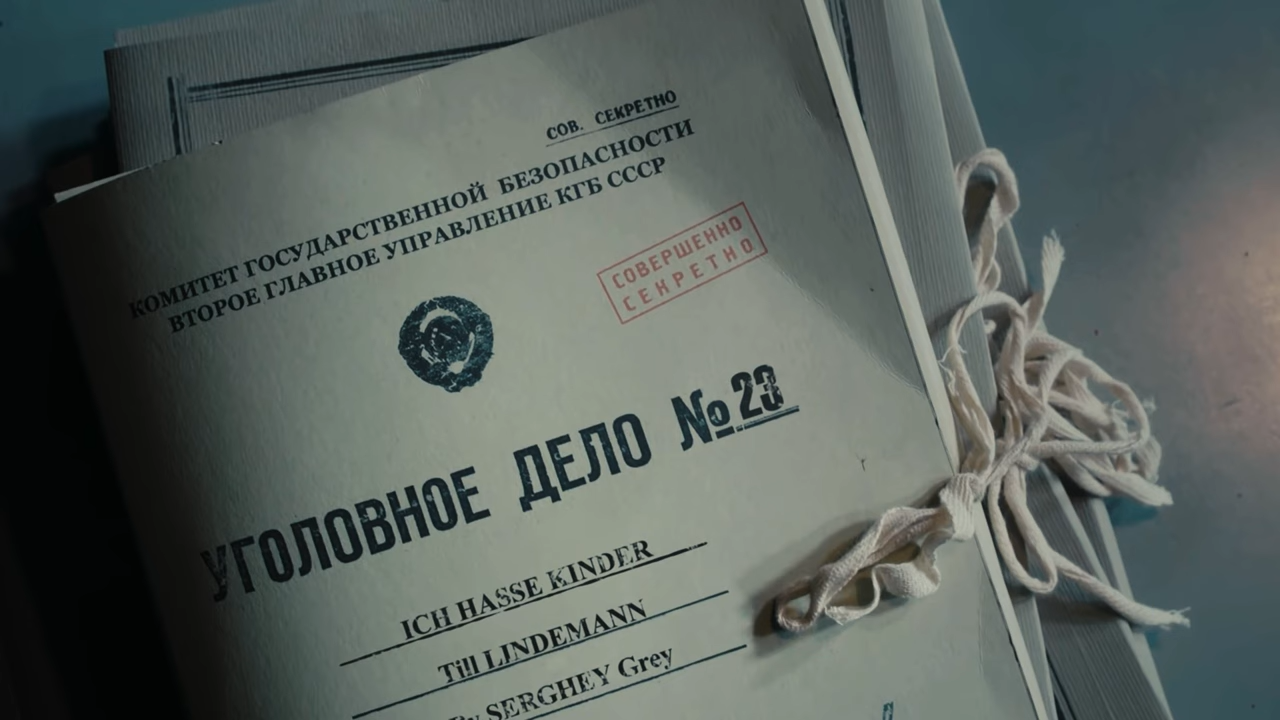 СОВ. СЕКРЕТНО
КОМИТЕТ ГОСУДАРСТВЕННОЙ БЕЗОПАСНОСТИ
ВТОРОЕ ГЛАВНОЕ УПРАВЛЕНИЕ КГБ СССР
СОВЕРШЕННО
СЕКРЕТНО
УГОЛОВНОЕ ДЕЛО №23
ICH HASSE KINDER
Till LINDEMANN
By SERGHEY Grey